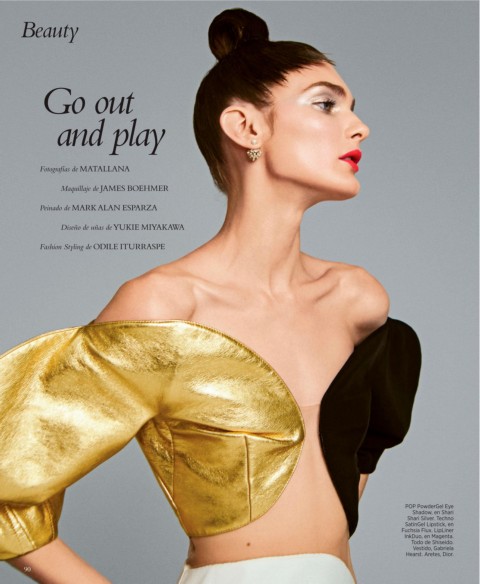 Beauty
Go out
and play
Fotografías de MATALLANA
Maquillaje de JAMES BOEHMER
Peinado de MARK ALAN ESPARZA
Diseño de uñas de YUKIE MIYAKAWA
Fashion Styling de ODILE ITURRASPE
POP PowderGel Eye
Shadow, en Shari
Shari Silver, Techno
SatinGel Lipstick, en
Fuchsia Flux, LipLiner
InkDuo, en Magenta.
Todo de Shiseido.
Vestido, Gabriela
Hearst. Aretes, Dior.
90